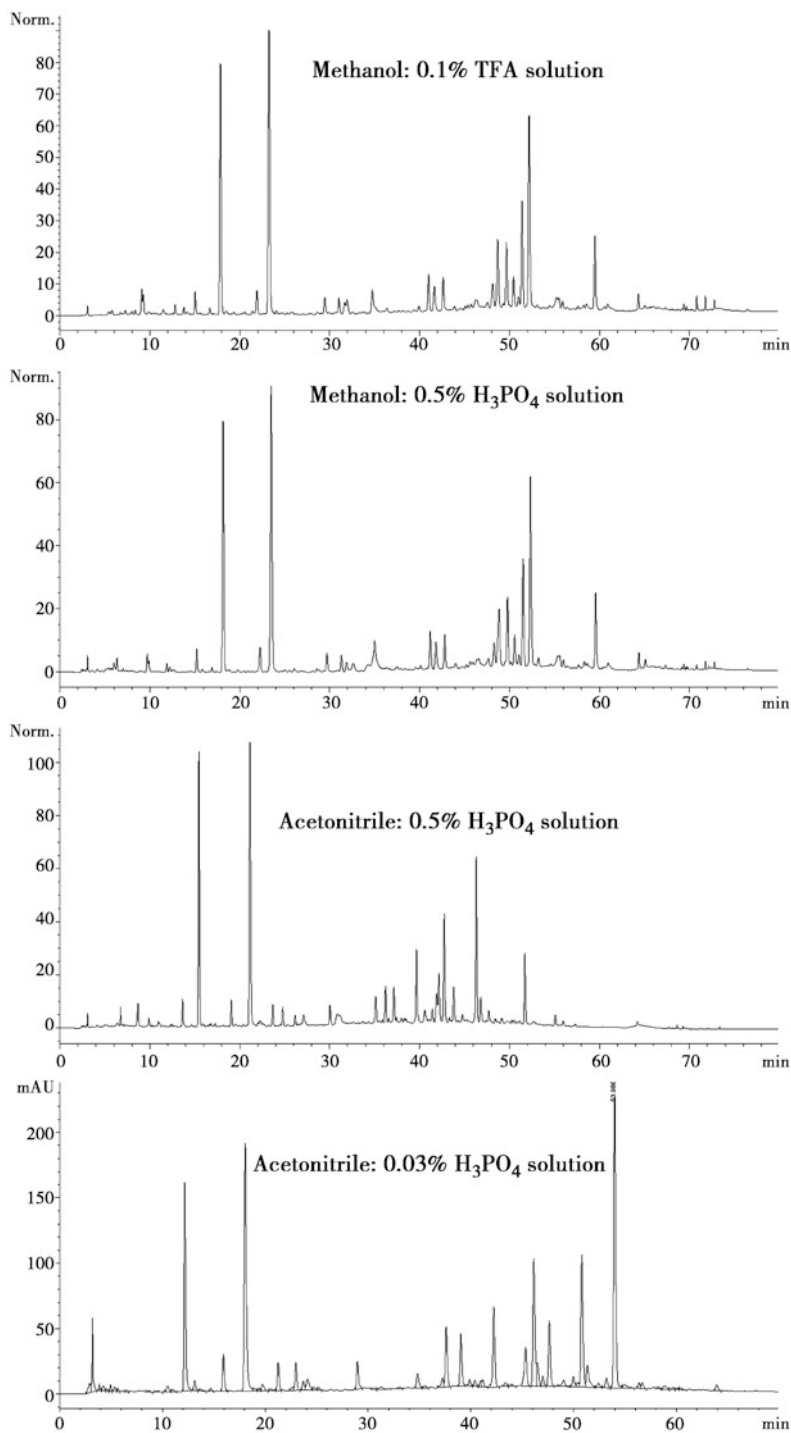 Norm.
Methanol: 0.1% TFA solution
80
70
60
50
40
30
20
10
0
0 10 20 30 40 50 60 70 min
Norm.
Methanol: 0.5% H₃PO₄ solution
80
60
40
20
0
0 10 20 30 40 50 60 70 min
Norm.
100
Acetonitrile: 0.5% H₃PO₄ solution
80
60
40
20
0
0 10 20 30 40 50 60 70 min
mAU
200
Acetonitrile: 0.03% H₃PO₄ solution
150
100
50
0
0 10 20 30 40 50 60 min